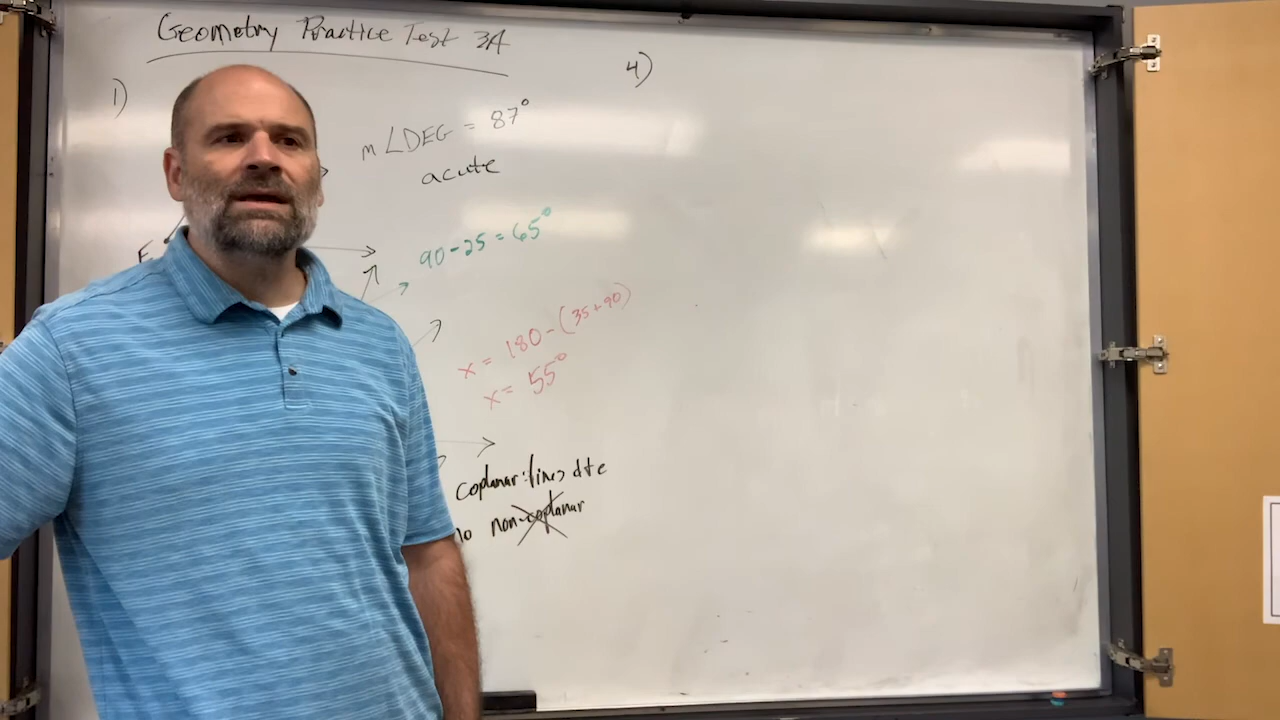 Geometry Practice Test 3A
1)
m∠DEG = 87°
acute
E
90-25=65°
x = 180-(35+90)
x = 55°
coplanar: lines d+e
no non-coplanar
4)